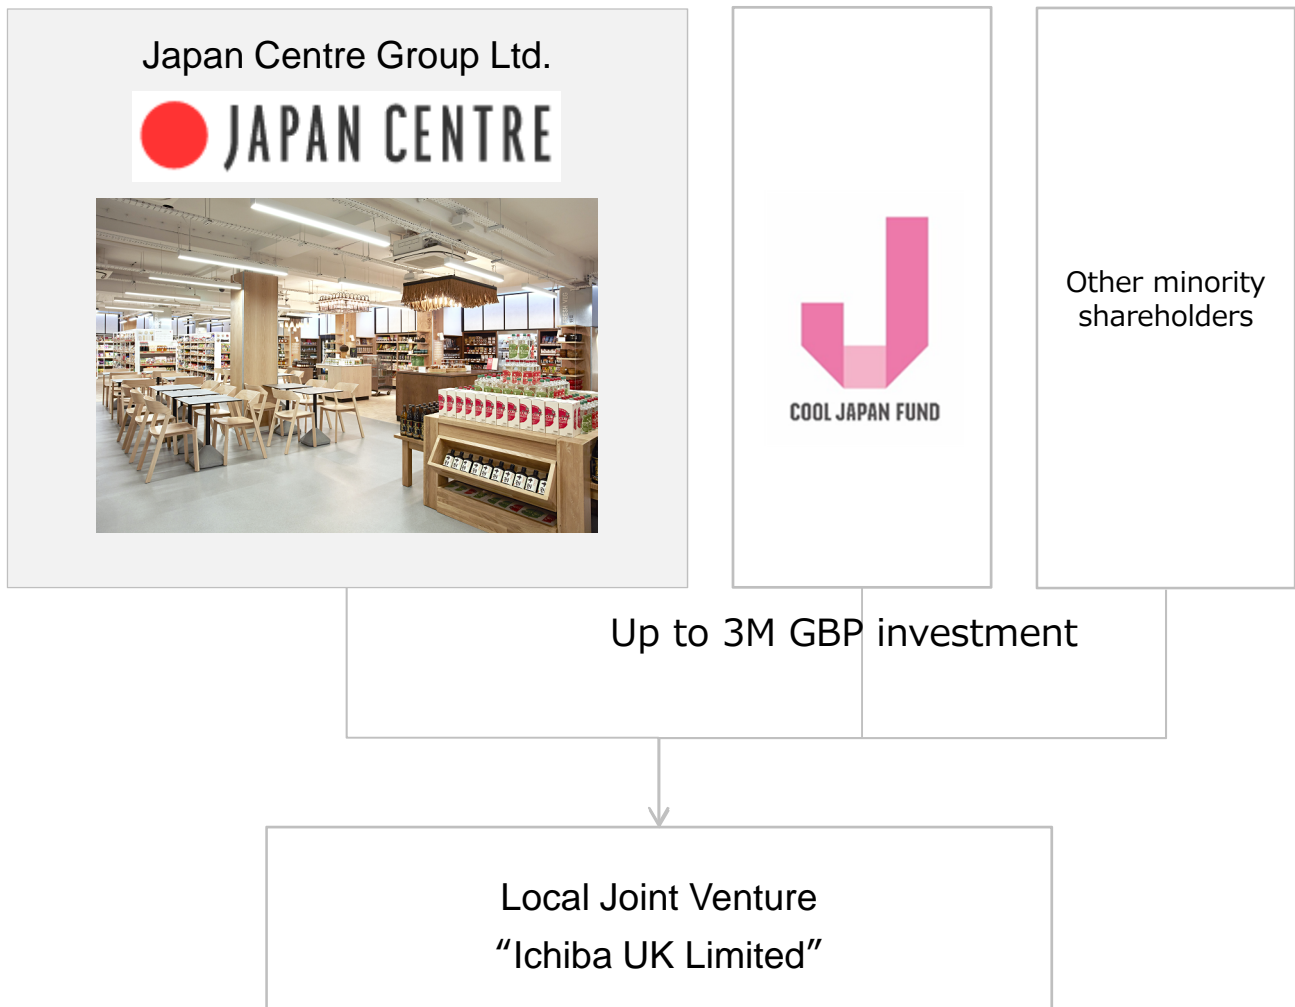 Japan Centre Group Ltd.
JAPAN CENTRE
COOL JAPAN FUND
Other minority
shareholders
Up to 3M GBP investment
Local Joint Venture
“Ichiba UK Limited”